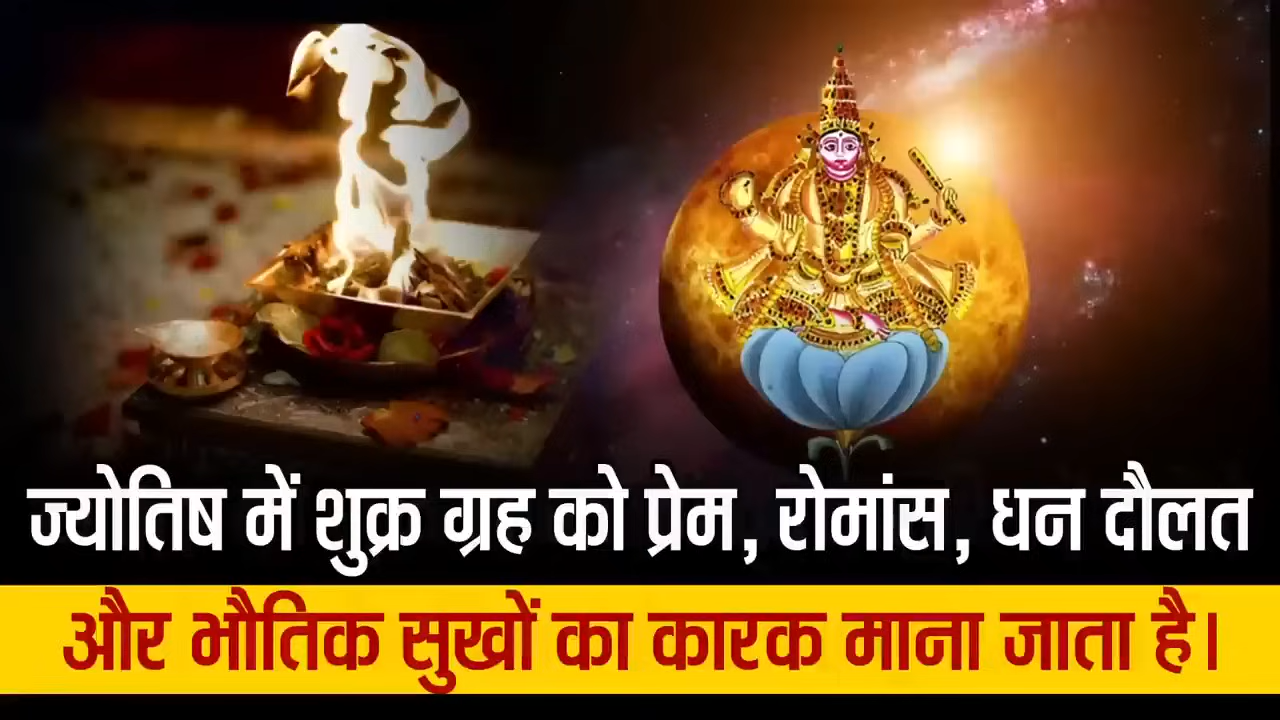 ज्योतिष में शुक्र ग्रह को प्रेम, रोमांस, धन दौलत
और भौतिक सुखों का कारक माना जाता है।